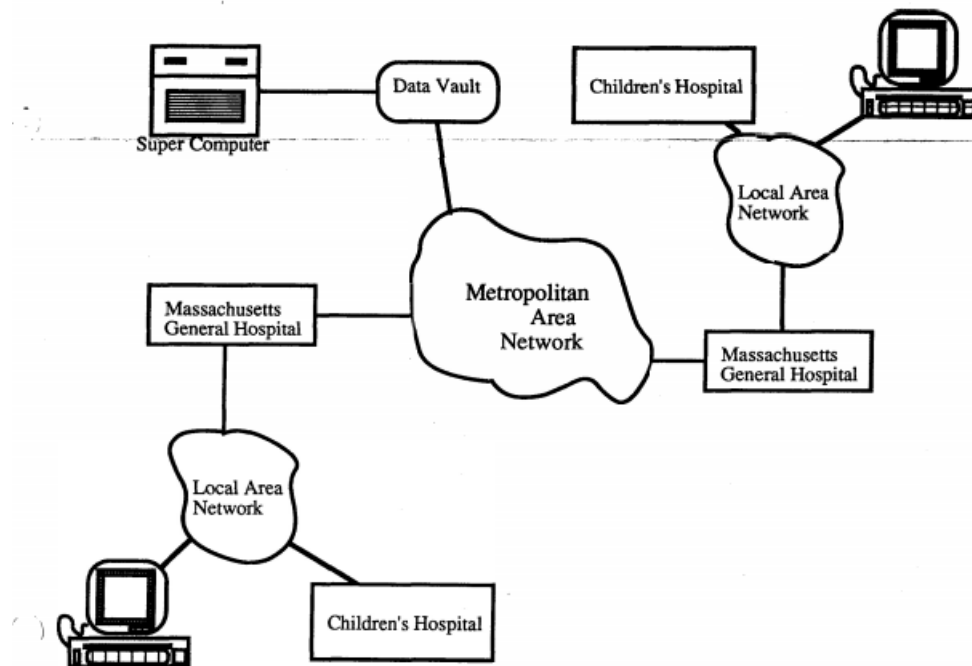 Data Vault
Children's Hospital
Super Computer
Local Area
Network
Metropolitan
Area
Network
Massachusetts
General Hospital
Massachusetts
General Hospital
Local Area
Network
Children's Hospital